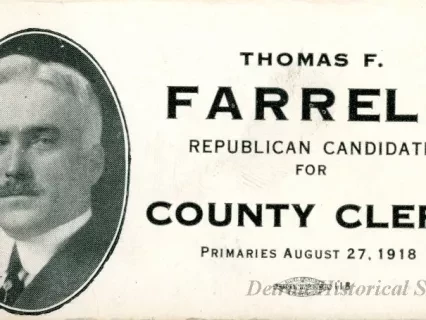 THOMAS F.
FARREL
REPUBLICAN CANDIDAT
FOR
COUNTY CLER
PRIMARIES AUGUST 27, 1918
Detroit Historical S